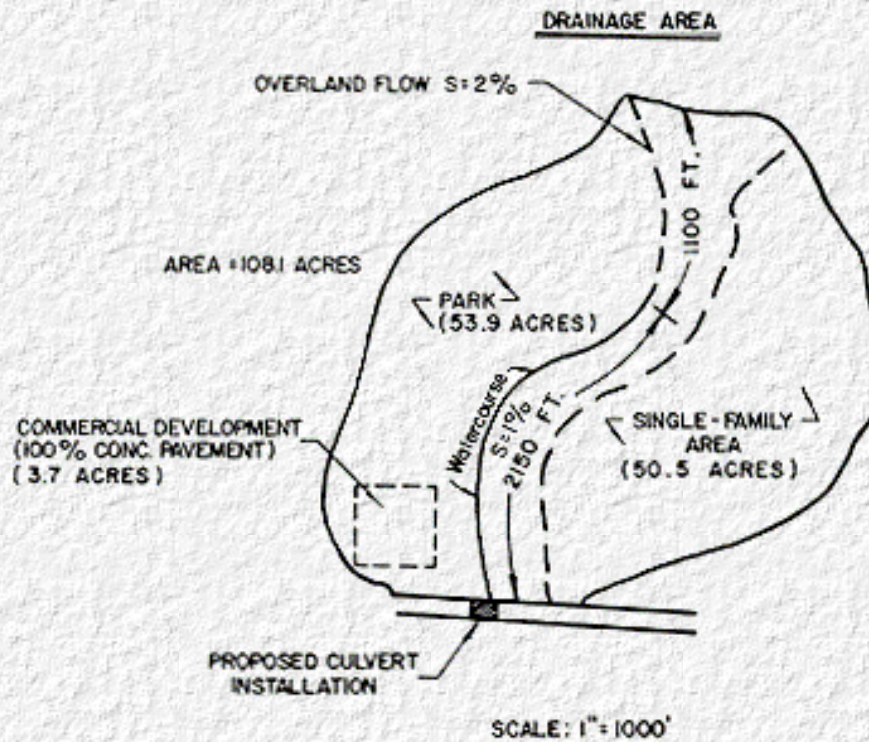 DRAINAGE AREA
OVERLAND FLOW S=2%
1100 FT.
AREA = 108.1 ACRES
PARK
(53.9 ACRES)
Watercourse
S=1%
2150 FT.
COMMERCIAL DEVELOPMENT
(100% CONC. PAVEMENT)
(3.7 ACRES)
SINGLE-FAMILY
AREA
(50.5 ACRES)
PROPOSED CULVERT
INSTALLATION
SCALE: 1"=1000'